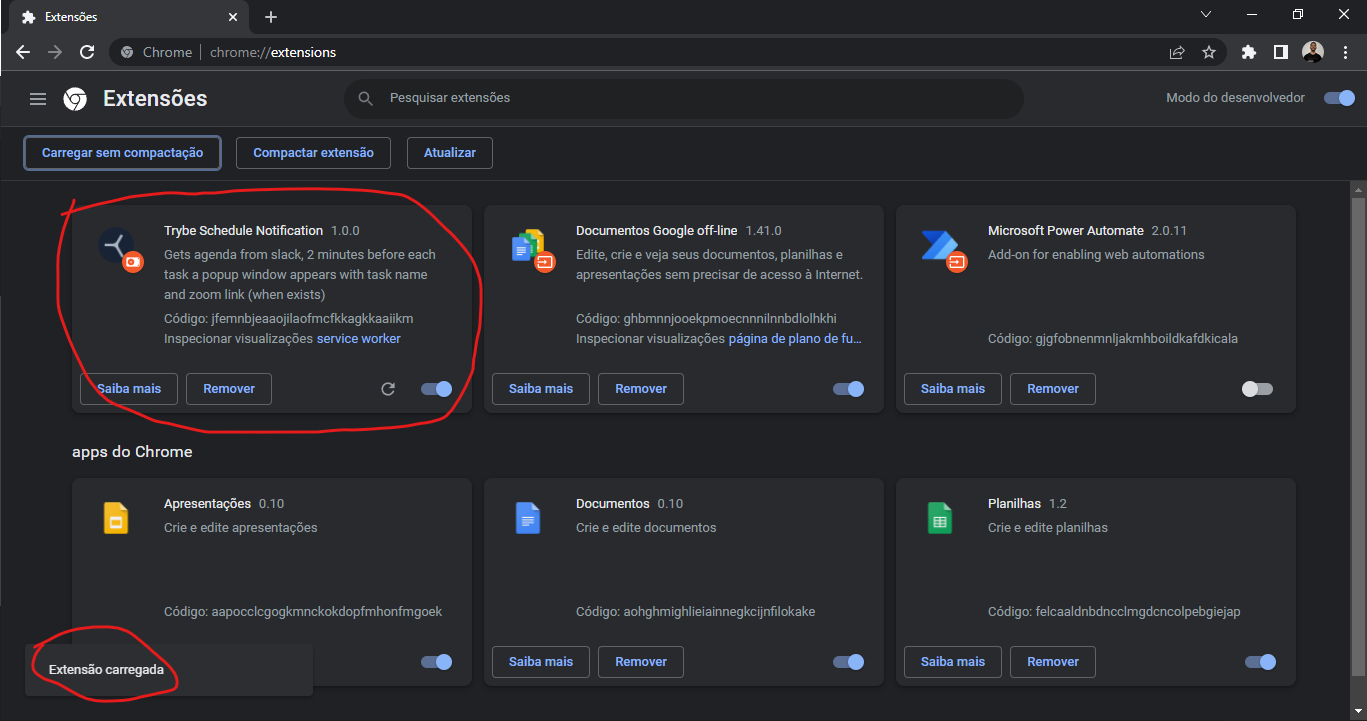 Extensões
Chrome
chrome://extensions
Extensões
Pesquisar extensões
Modo do desenvolvedor
Carregar sem compactação
Compactar extensão
Atualizar
Trybe Schedule Notification 1.0.0
Gets agenda from slack, 2 minutes before each
task a popup window appears with task name
and zoom link (when exists)
Código: jfemnbjeaaojilaofmcfkkagkkaaiikm
Inspecionar visualizações service worker
Saiba mais
Remover
Documentos Google off-line 1.41.0
Edite, crie e veja seus documentos, planilhas e
apresentações sem precisar de acesso à Internet.
Código: ghbmnnjooekpmoecnnnilnnbdlolhkhi
Inspecionar visualizações página de plano de fu...
Saiba mais
Remover
Microsoft Power Automate 2.0.11
Add-on for enabling web automations
Código: gjgfobnenmnljakmhboildkafdkicala
Saiba mais
Remover
apps do Chrome
Apresentações 0.10
Crie e edite apresentações
Código: aapocclcgogkmnckokdopfmhonfmgoek
Documentos 0.10
Crie e edite documentos
Código: aohghmighlieiainnegkcijnfilokake
Saiba mais
Remover
Planilhas 1.2
Crie e edite planilhas
Código: felcaaldnbdncclmgdcncolpebgiejap
Saiba mais
Remover
Extensão carregada